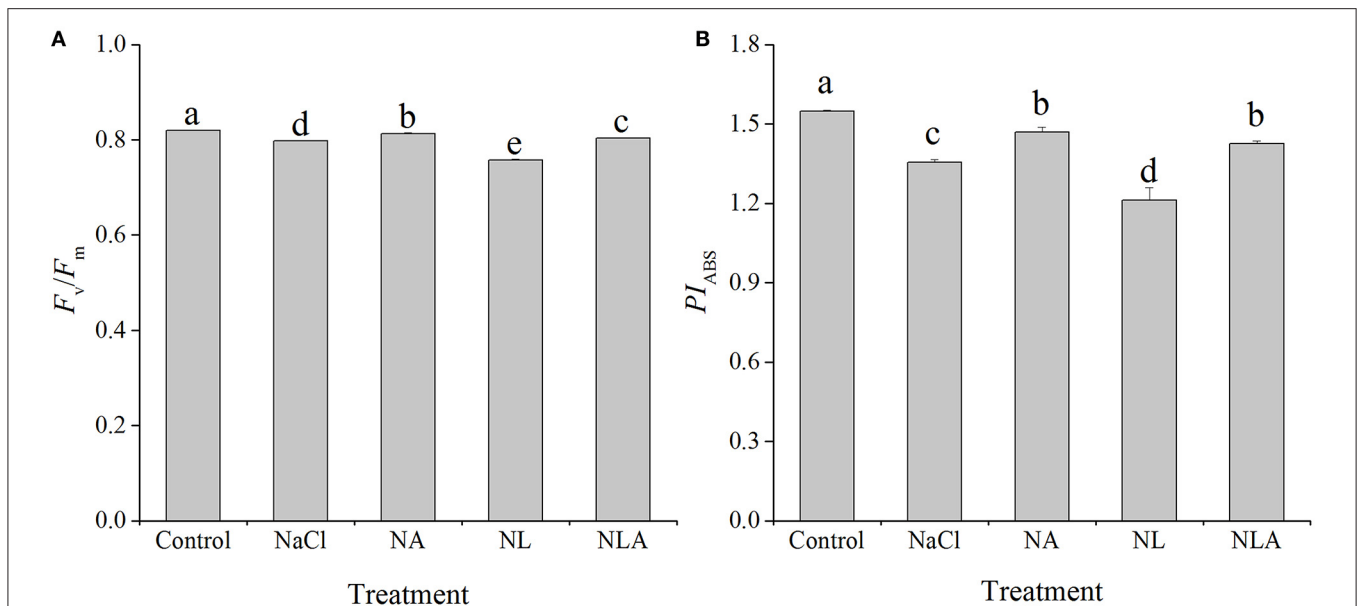 A
1.0
0.8
0.6
0.4
0.2
0.0
Fv/Fm
a
d
b
e
c
Control NaCl NA NL NLA
Treatment
B
1.8
1.5
1.2
0.9
0.6
0.3
0.0
PIABS
a
c
b
d
b
Control NaCl NA NL NLA
Treatment